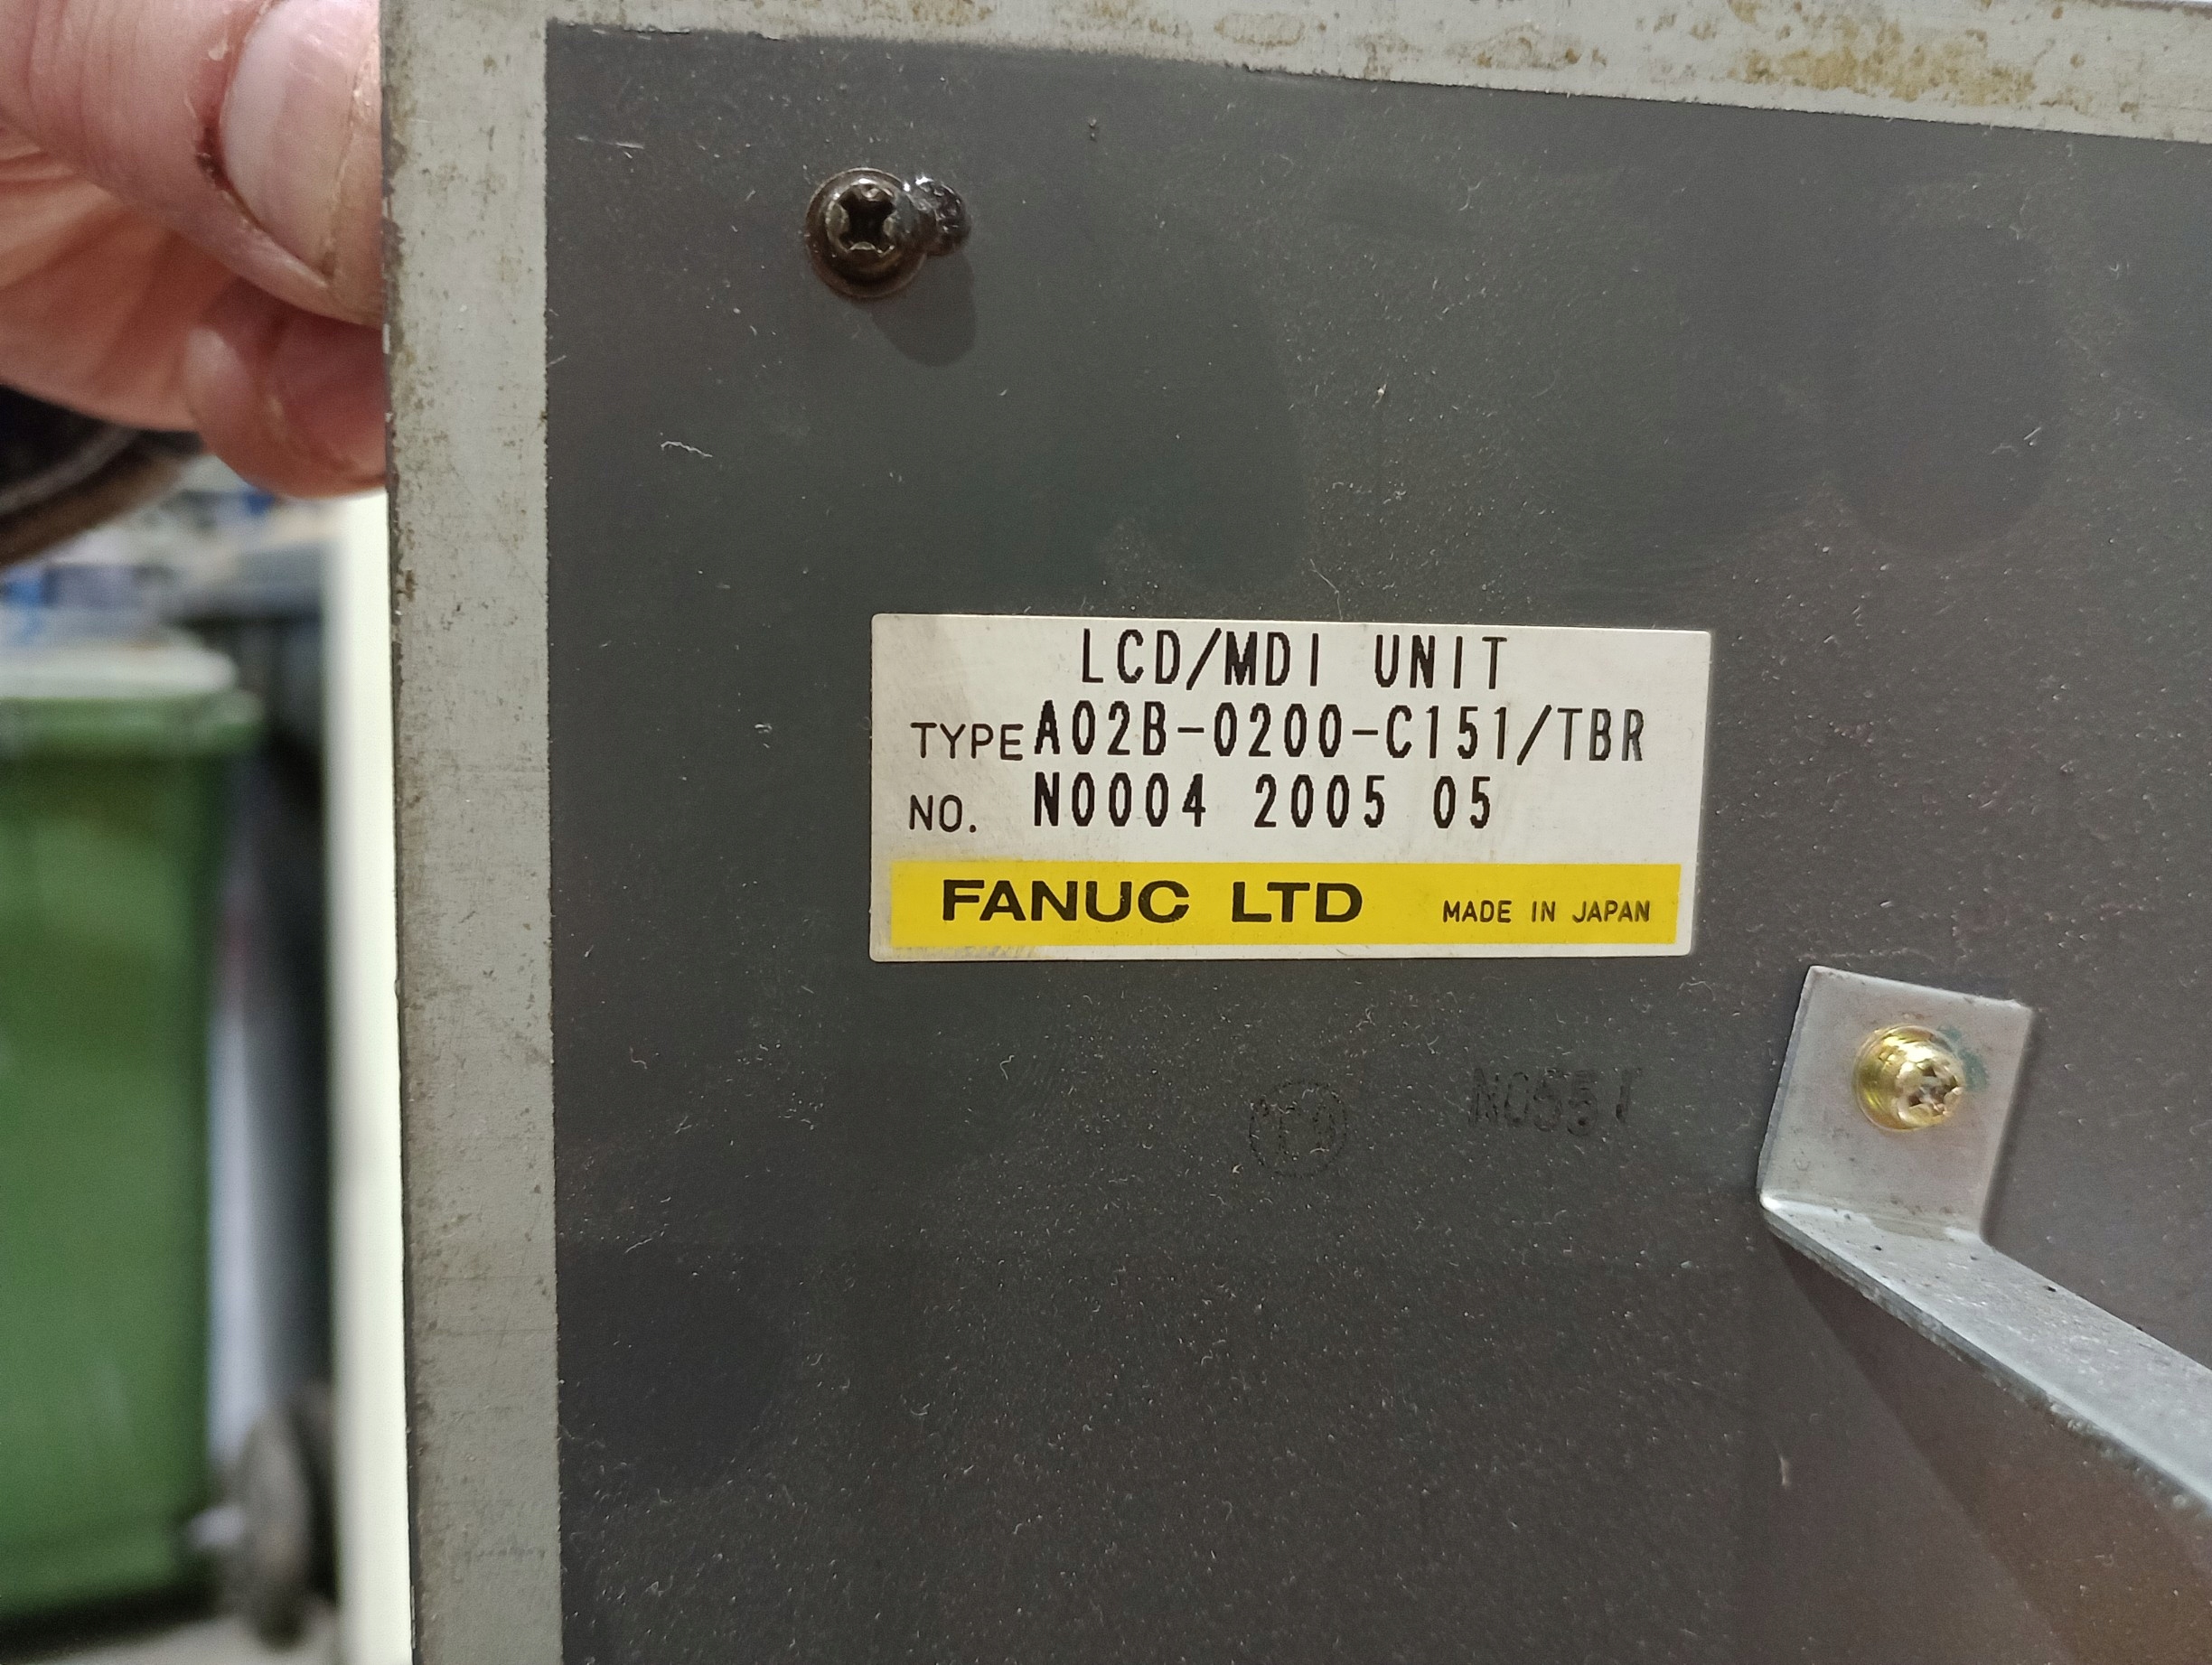 LCD/MDI UNIT
TYPE A02B-0200-C151/TBR
NO. N0004 2005 05
FANUC LTD MADE IN JAPAN